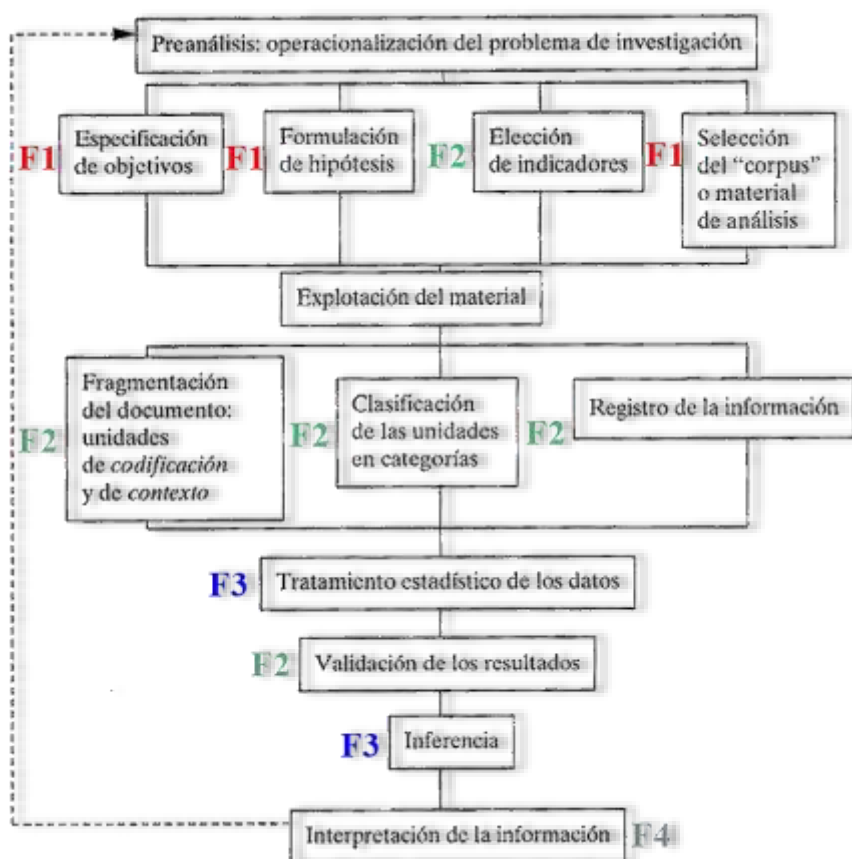 Preanálisis: operacionalización del problema de investigación
F1
Especificación
de objetivos
F1
Formulación
de hipótesis
F2
Elección
de indicadores
F1
Selección
del “corpus”
o material
de análisis
Explotación del material
F2
Fragmentación
del documento:
unidades
de codificación
y de contexto
F2
Clasificación
de las unidades
en categorías
F2
Registro de la información
F3
Tratamiento estadístico de los datos
F2
Validación de los resultados
F3
Inferencia
Interpretación de la información
F4